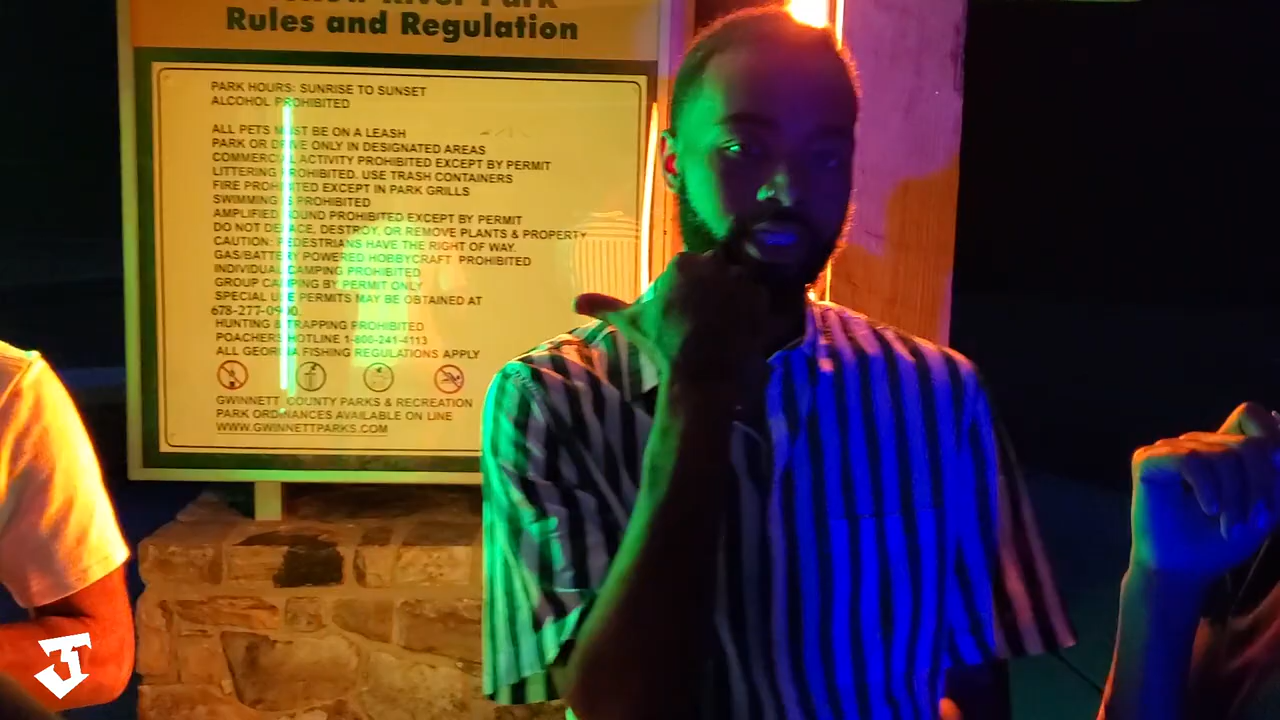 River Park
Rules and Regulation
PARK HOURS: SUNRISE TO SUNSET
ALCOHOL PROHIBITED
ALL PETS MUST BE ON A LEASH
PARK OR DRIVE ONLY IN DESIGNATED AREAS
COMMERCIAL ACTIVITY PROHIBITED EXCEPT BY PERMIT
LITTERING PROHIBITED. USE TRASH CONTAINERS
FIRE PROHIBITED EXCEPT IN PARK GRILLS
SWIMMING IS PROHIBITED
AMPLIFIED SOUND PROHIBITED EXCEPT BY PERMIT
DO NOT DEFACE, DESTROY, OR REMOVE PLANTS & PROPERTY
CAUTION: PEDESTRIANS HAVE THE RIGHT OF WAY.
GAS/BATTERY POWERED HOBBYCRAFT PROHIBITED
INDIVIDUAL CAMPING PROHIBITED
GROUP CAMPING BY PERMIT ONLY
SPECIAL USE PERMITS MAY BE OBTAINED AT
678-277-0900.
HUNTING & TRAPPING PROHIBITED
POACHERS HOTLINE 1-800-241-4113
ALL GEORGIA FISHING REGULATIONS APPLY
GWINNETT COUNTY PARKS & RECREATION
PARK ORDINANCES AVAILABLE ON LINE
WWW.GWINNETTPARKS.COM